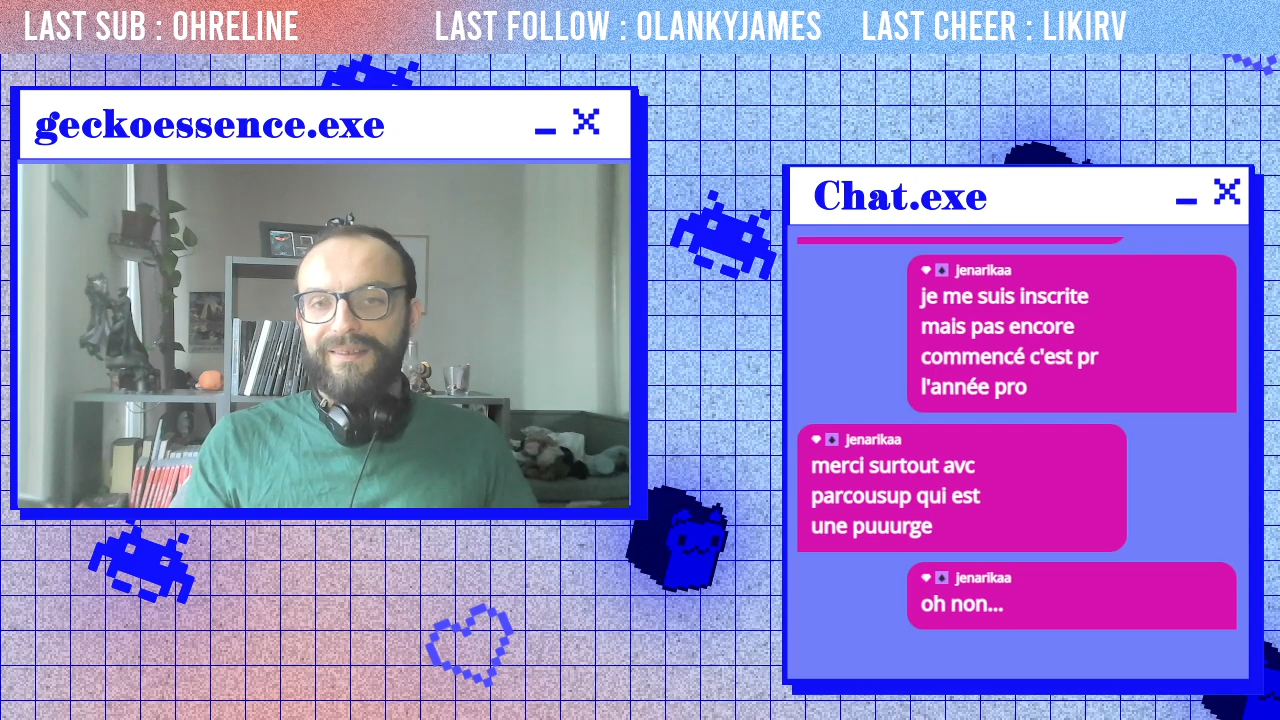 LAST SUB : OHRELINE
LAST FOLLOW : OLANKYJAMES
LAST CHEER : LIKIRV
geckoessence.exe
Chat.exe
jenarikaa
je me suis inscrite
mais pas encore
commencé c'est pr
l'année pro
jenarikaa
merci surtout avc
parcousup qui est
une puuurge
jenarikaa
oh non...